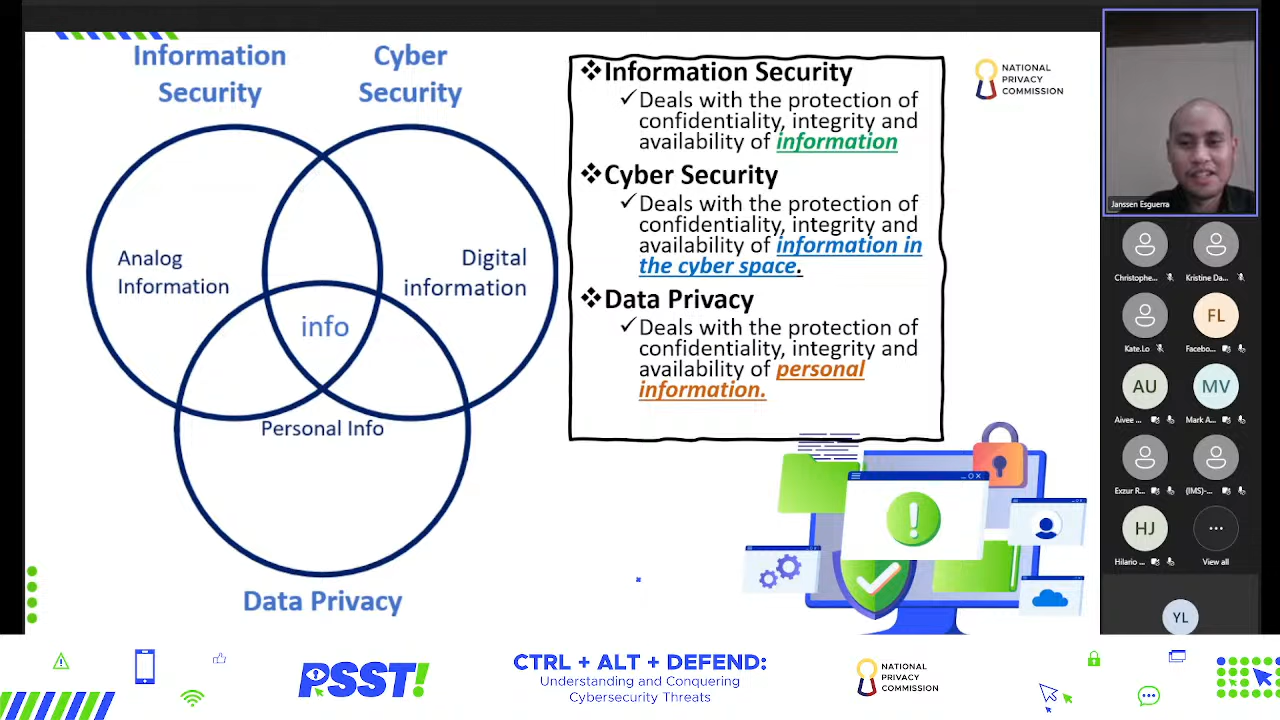 Information
Security
Cyber
Security
Analog
Information
Digital
information
info
Personal Info
Data Privacy
❖Information Security
✓Deals with the protection of
confidentiality, integrity and
availability of information
❖Cyber Security
✓Deals with the protection of
confidentiality, integrity and
availability of information in
the cyber space.
❖Data Privacy
✓Deals with the protection of
confidentiality, integrity and
availability of personal
information.
NATIONAL
PRIVACY
COMMISSION
Janssen Esguerra
Christophe...
Kristine Da...
Kate.Lo
FL
Facebo...
AU
Aivee ...
MV
Mark A...
Exzur R...
(IMS)-...
HJ
Hilario ...
View all
YL
PSST!
CTRL + ALT + DEFEND:
Understanding and Conquering
Cybersecurity Threats
NATIONAL
PRIVACY
COMMISSION